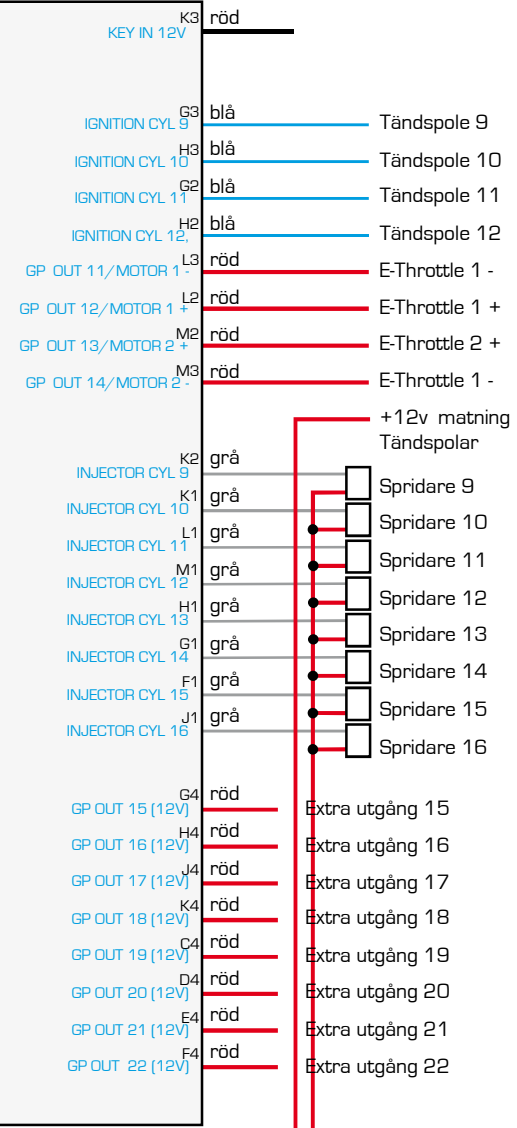 K3 röd
KEY IN 12V
G3 blå
IGNITION CYL 9 Tändspole 9
H3 blå
IGNITION CYL 10 Tändspole 10
G2 blå
IGNITION CYL 11 Tändspole 11
H2 blå
IGNITION CYL 12, Tändspole 12
L3 röd
GP OUT 11/MOTOR 1 - E-Throttle 1 -
L2 röd
GP OUT 12/MOTOR 1 + E-Throttle 1 +
M2 röd
GP OUT 13/MOTOR 2 + E-Throttle 2 +
M3 röd
GP OUT 14/MOTOR 2 - E-Throttle 1 -
+12v matning
Tändspolar
K2 grå
INJECTOR CYL 9 Spridare 9
K1 grå
INJECTOR CYL 10 Spridare 10
L1 grå
INJECTOR CYL 11 Spridare 11
M1 grå
INJECTOR CYL 12 Spridare 12
H1 grå
INJECTOR CYL 13 Spridare 13
G1 grå
INJECTOR CYL 14 Spridare 14
F1 grå
INJECTOR CYL 15 Spridare 15
J1 grå
INJECTOR CYL 16 Spridare 16
G4 röd
GP OUT 15 (12V) Extra utgång 15
H4 röd
GP OUT 16 (12V) Extra utgång 16
J4 röd
GP OUT 17 (12V) Extra utgång 17
K4 röd
GP OUT 18 (12V) Extra utgång 18
C4 röd
GP OUT 19 (12V) Extra utgång 19
D4 röd
GP OUT 20 (12V) Extra utgång 20
E4 röd
GP OUT 21 (12V) Extra utgång 21
F4 röd
GP OUT 22 (12V) Extra utgång 22